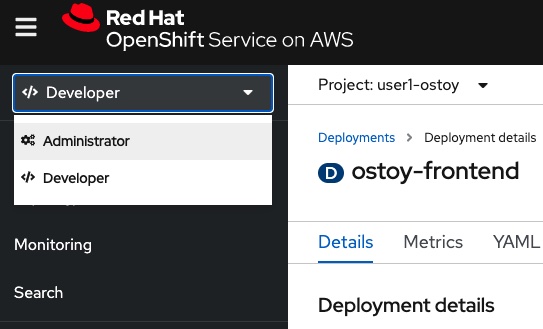 Red Hat
OpenShift Service on AWS
Developer
Administrator
Developer
Monitoring
Search
Project: user1-ostoy
Deployments > Deployment details
D ostoy-frontend
Details Metrics YAML
Deployment details